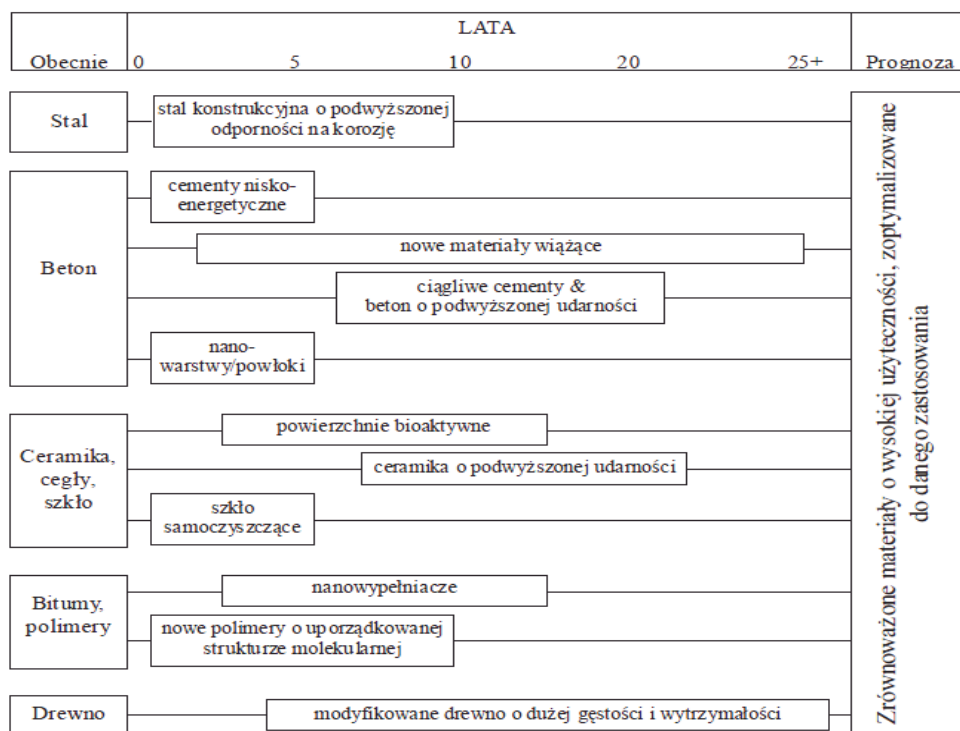 LATA
Obecnie 0 5 10 20 25+ Prognoza
Stal
stal konstrukcyjna o podwyższonej
odporności na korozję
Beton
cementy nisko-
energetyczne
nowe materiały wiążące
ciągliwe cementy &
beton o podwyższonej udarności
nano-
warstwy/powłoki
Ceramika,
cegły,
szkło
powierzchnie bioaktywne
ceramika o podwyższonej udarności
szkło
samoczyszczące
Bitumy,
polimery
nanowypełniacze
nowe polimery o uporządkowanej
strukturze molekularnej
Drewno
modyfikowane drewno o dużej gęstości i wytrzymałości
Zrównoważone materiały o wysokiej użyteczności, zoptymalizowane
do danego zastosowania